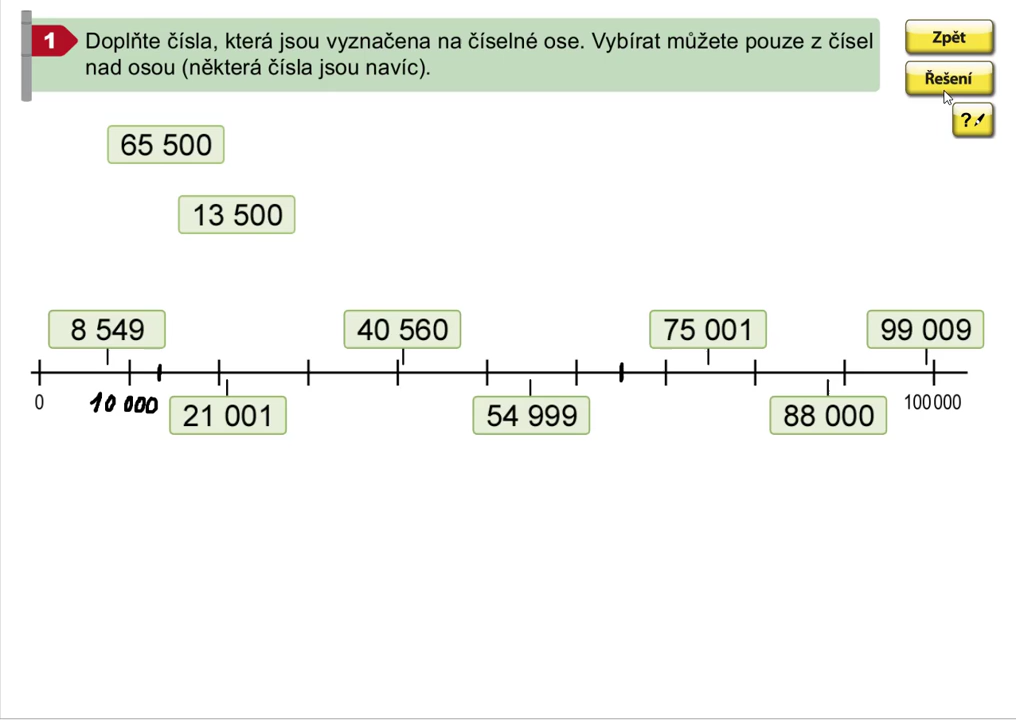 1 Doplňte čísla, která jsou vyznačena na číselné ose. Vybírat můžete pouze z čísel
nad osou (některá čísla jsou navíc).
Zpět
Řešení
?
65 500
13 500
8 549 40 560 75 001 99 009
0 10 000 21 001 54 999 88 000 100 000